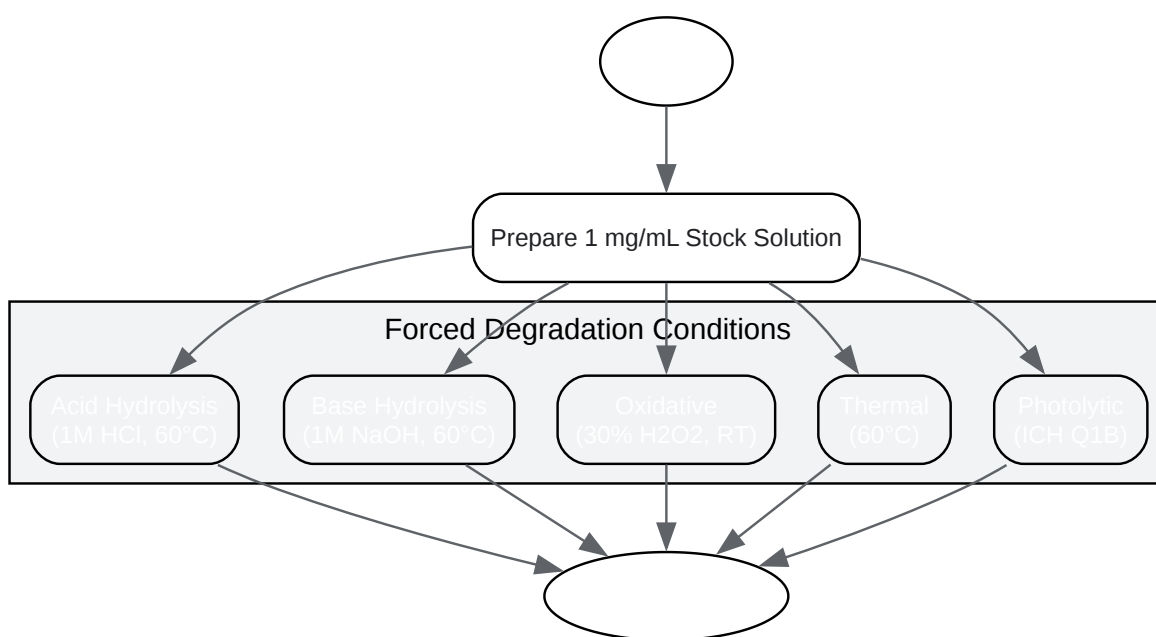 Prepare 1 mg/mL Stock Solution
Forced Degradation Conditions
Acid Hydrolysis
(1M HCl, 60°C)
Base Hydrolysis
(1M NaOH, 60°C)
Oxidative
(30% H2O2, RT)
Thermal
(60°C)
Photolytic
(ICH Q1B)